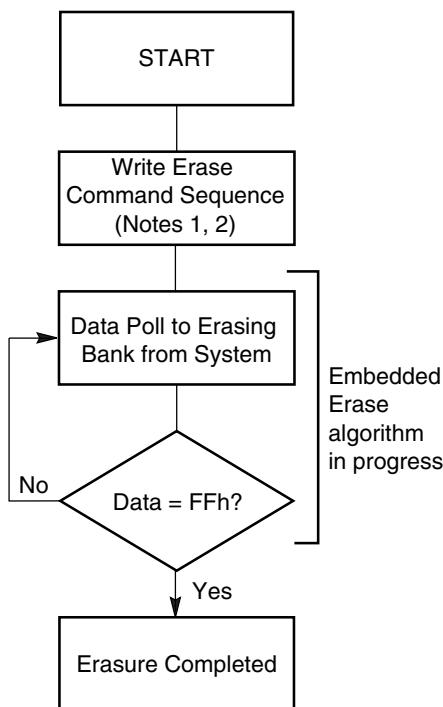 START
Write Erase
Command Sequence
(Notes 1, 2)
Data Poll to Erasing
Bank from System
Embedded
Erase
algorithm
in progress
No
Data = FFh?
Yes
Erasure Completed